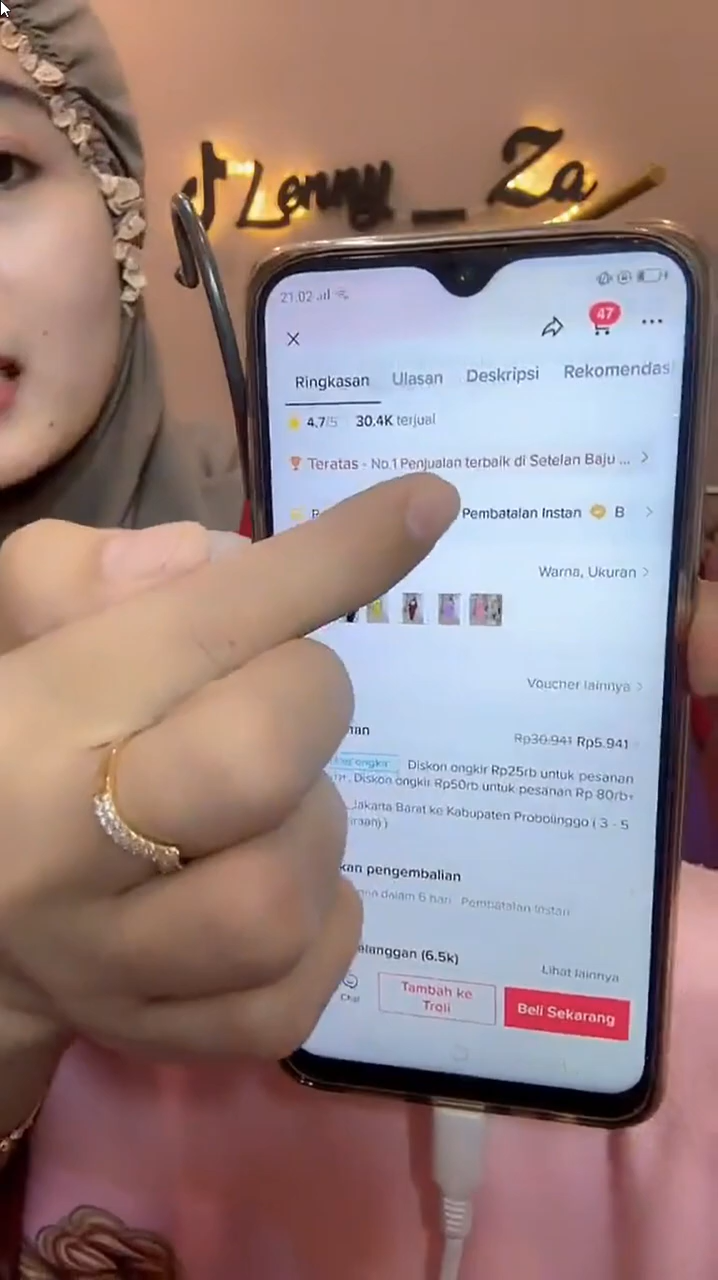 Lenny _ Za
21.02
47
Ringkasan Ulasan Deskripsi Rekomendas
4.7/5 30.4K terjual
Teratas - No.1 Penjualan terbaik di Setelan Baju ...
Pembatalan Instan B
Warna, Ukuran
Voucher lainnya
Rp30.941 Rp5.941
Diskon ongkir Rp25rb untuk pesanan
Diskon ongkir Rp50rb untuk pesanan Rp 80rb+
Jakarta Barat ke Kabupaten Probolinggo ( 3 - 5
kan pengembalian
dalam 6 hari Pembatalan Instan
elanggan (6.5k)
Lihat lainnya
Chat
Tambah ke
Troli
Beli Sekarang